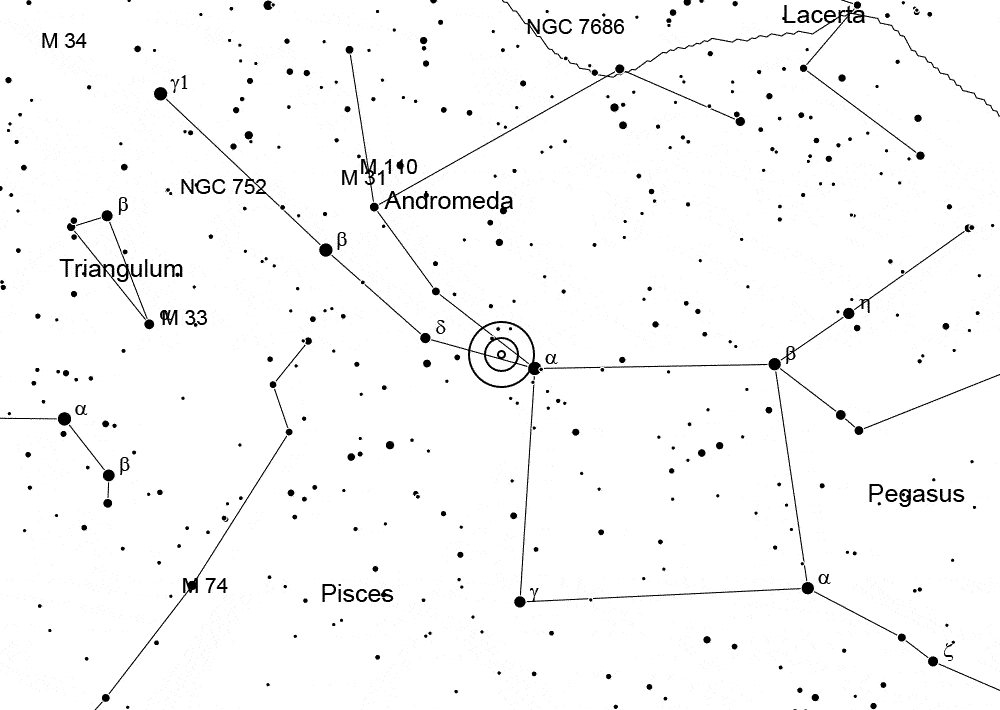 Lacerta
NGC 7686
M 34
γ1
M 110
M 31
NGC 752
Andromeda
β
β
Triangulum
η
α
M 33
δ
β
α
α
β
Pegasus
α
M 74
Pisces
γ
ζ